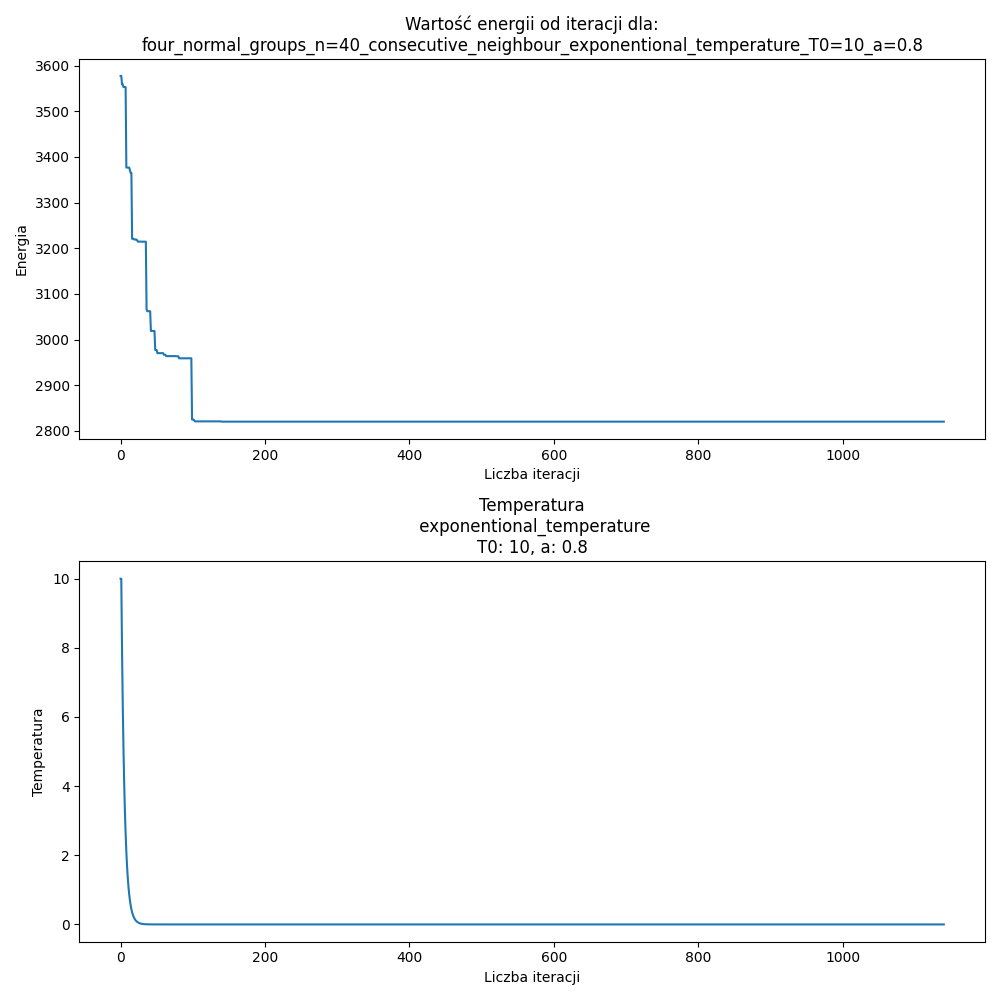 Wartość energii od iteracji dla:
four_normal_groups_n=40_consecutive_neighbour_exponentional_temperature_T0=10_a=0.8
3600
3500
3400
3300
3200
3100
3000
2900
2800
Energia
0 200 400 600 800 1000
Liczba iteracji
Temperatura
exponentional_temperature
T0: 10, a: 0.8
10
8
6
4
2
0
Temperatura
0 200 400 600 800 1000
Liczba iteracji